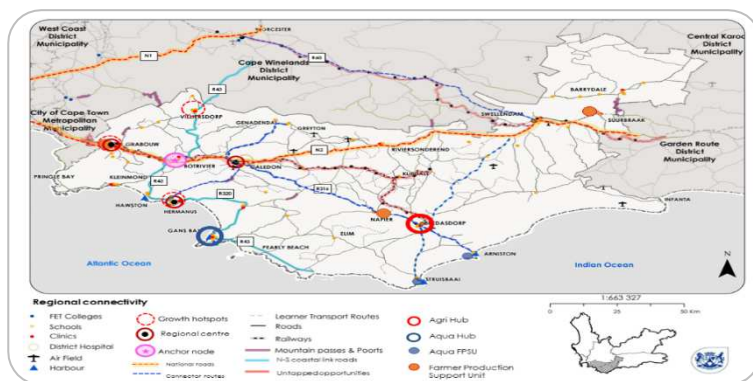 WORCESTER
West Coast
District
Municipality
Central Karoo
District
Municipality
N1
R60
Cape Winelands
District
Municipality
R43
BARRYDALE
VILLIERSDORP
SWELLENDAM
SUURBRAAK
City of Cape Town
Metropolitan
Municipality
GENADENDAL
GREYTON
GRABOUW
N2
RIVIERSONDEREND
Garden Route
District
Municipality
BOTRIVIER
CALEDON
PRINGLE BAY
KLEINMOND
R43
R320
R316
HAWSTON
HERMANUS
NAPIER
BREDASDORP
INFANTA
GANS BAAI
R43
PEARLY BEACH
ELIM
ARNISTON
Atlantic Ocean
Indian Ocean
STRUISBAAI
N
1:663 327
0 25 50 Km
Regional connectivity
FET Colleges
Schools
Clinics
District Hospital
Air Field
Harbour
Growth hotspots
Regional centre
Anchor node
National roads
Connector routes
Learner Transport Routes
Roads
Railways
Mountain passes & Poorts
N-S coastal link roads
Untapped opportunities
Agri Hub
Aqua Hub
Aqua FPSU
Farmer Production
Support Unit